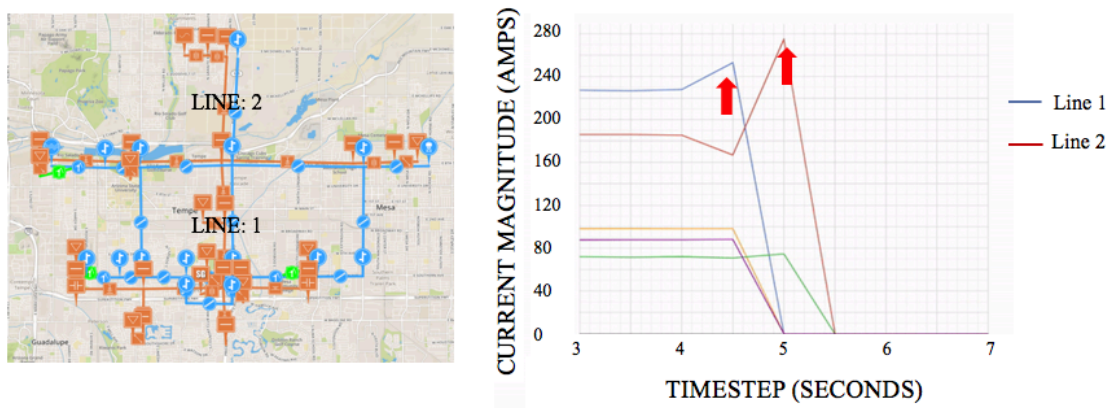 LINE: 2
LINE: 1
Tempe
Mesa
Guadalupe
SG
CURRENT MAGNITUDE (AMPS)
280
240
200
160
120
80
40
0
3
4
5
6
7
TIMESTEP (SECONDS)
Line 1
Line 2